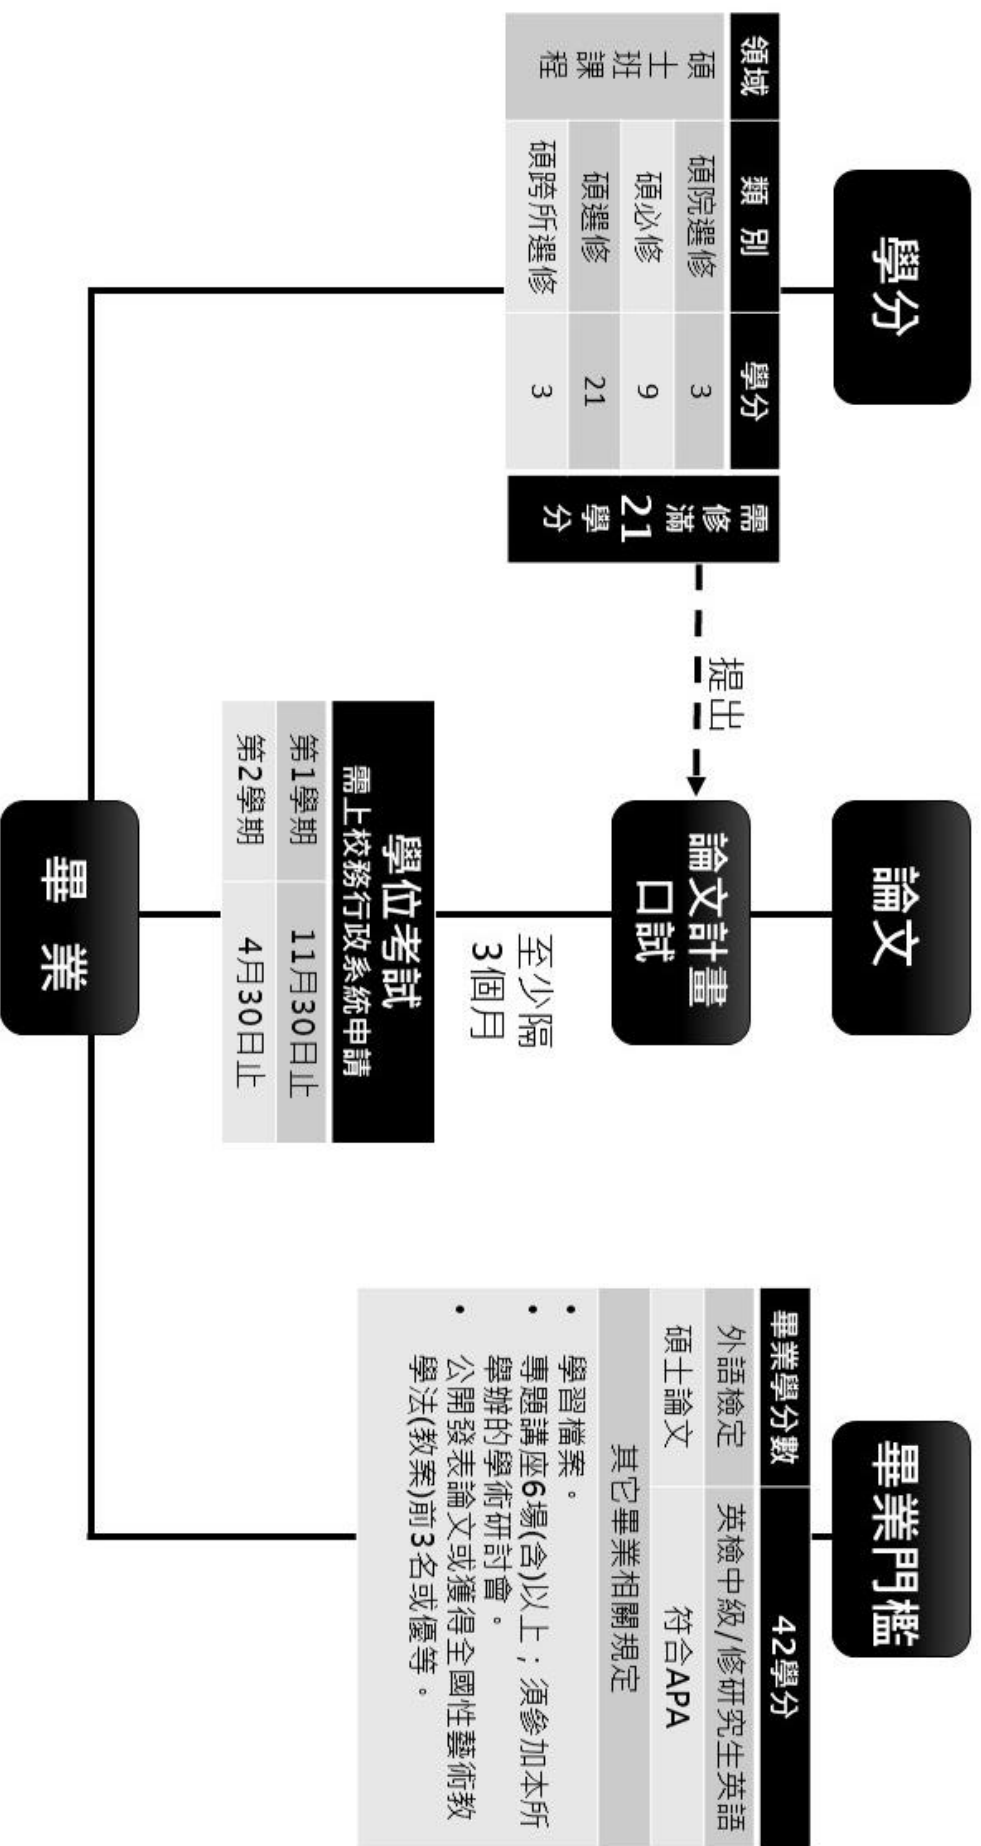 學分
領域 類別 學分
碩士班課程
碩院選修 3
碩必修 9
碩選修 21
碩跨所選修 3
需修滿21學分
提出
論文
論文計畫
口試
至少隔
3個月
學位考試
需上校務行政系統申請
第1學期 11月30日止
第2學期 4月30日止
畢業門檻
畢業學分數 42學分
外語檢定 英檢中級/修研究生英語
碩士論文 符合APA
其它畢業相關規定
• 學習檔案。
• 專題講座6場(含)以上；須參加本所
舉辦的學術研討會。
• 公開發表論文或獲得全國性藝術教
學法(教案)前3名或優等。
畢業